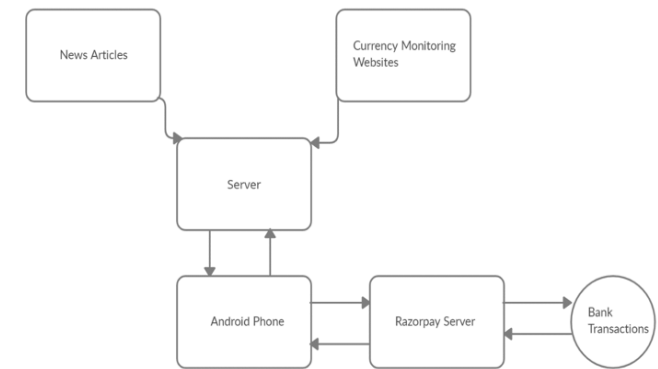 News Articles
Currency Monitoring
Websites
Server
Android Phone
Razorpay Server
Bank
Transactions